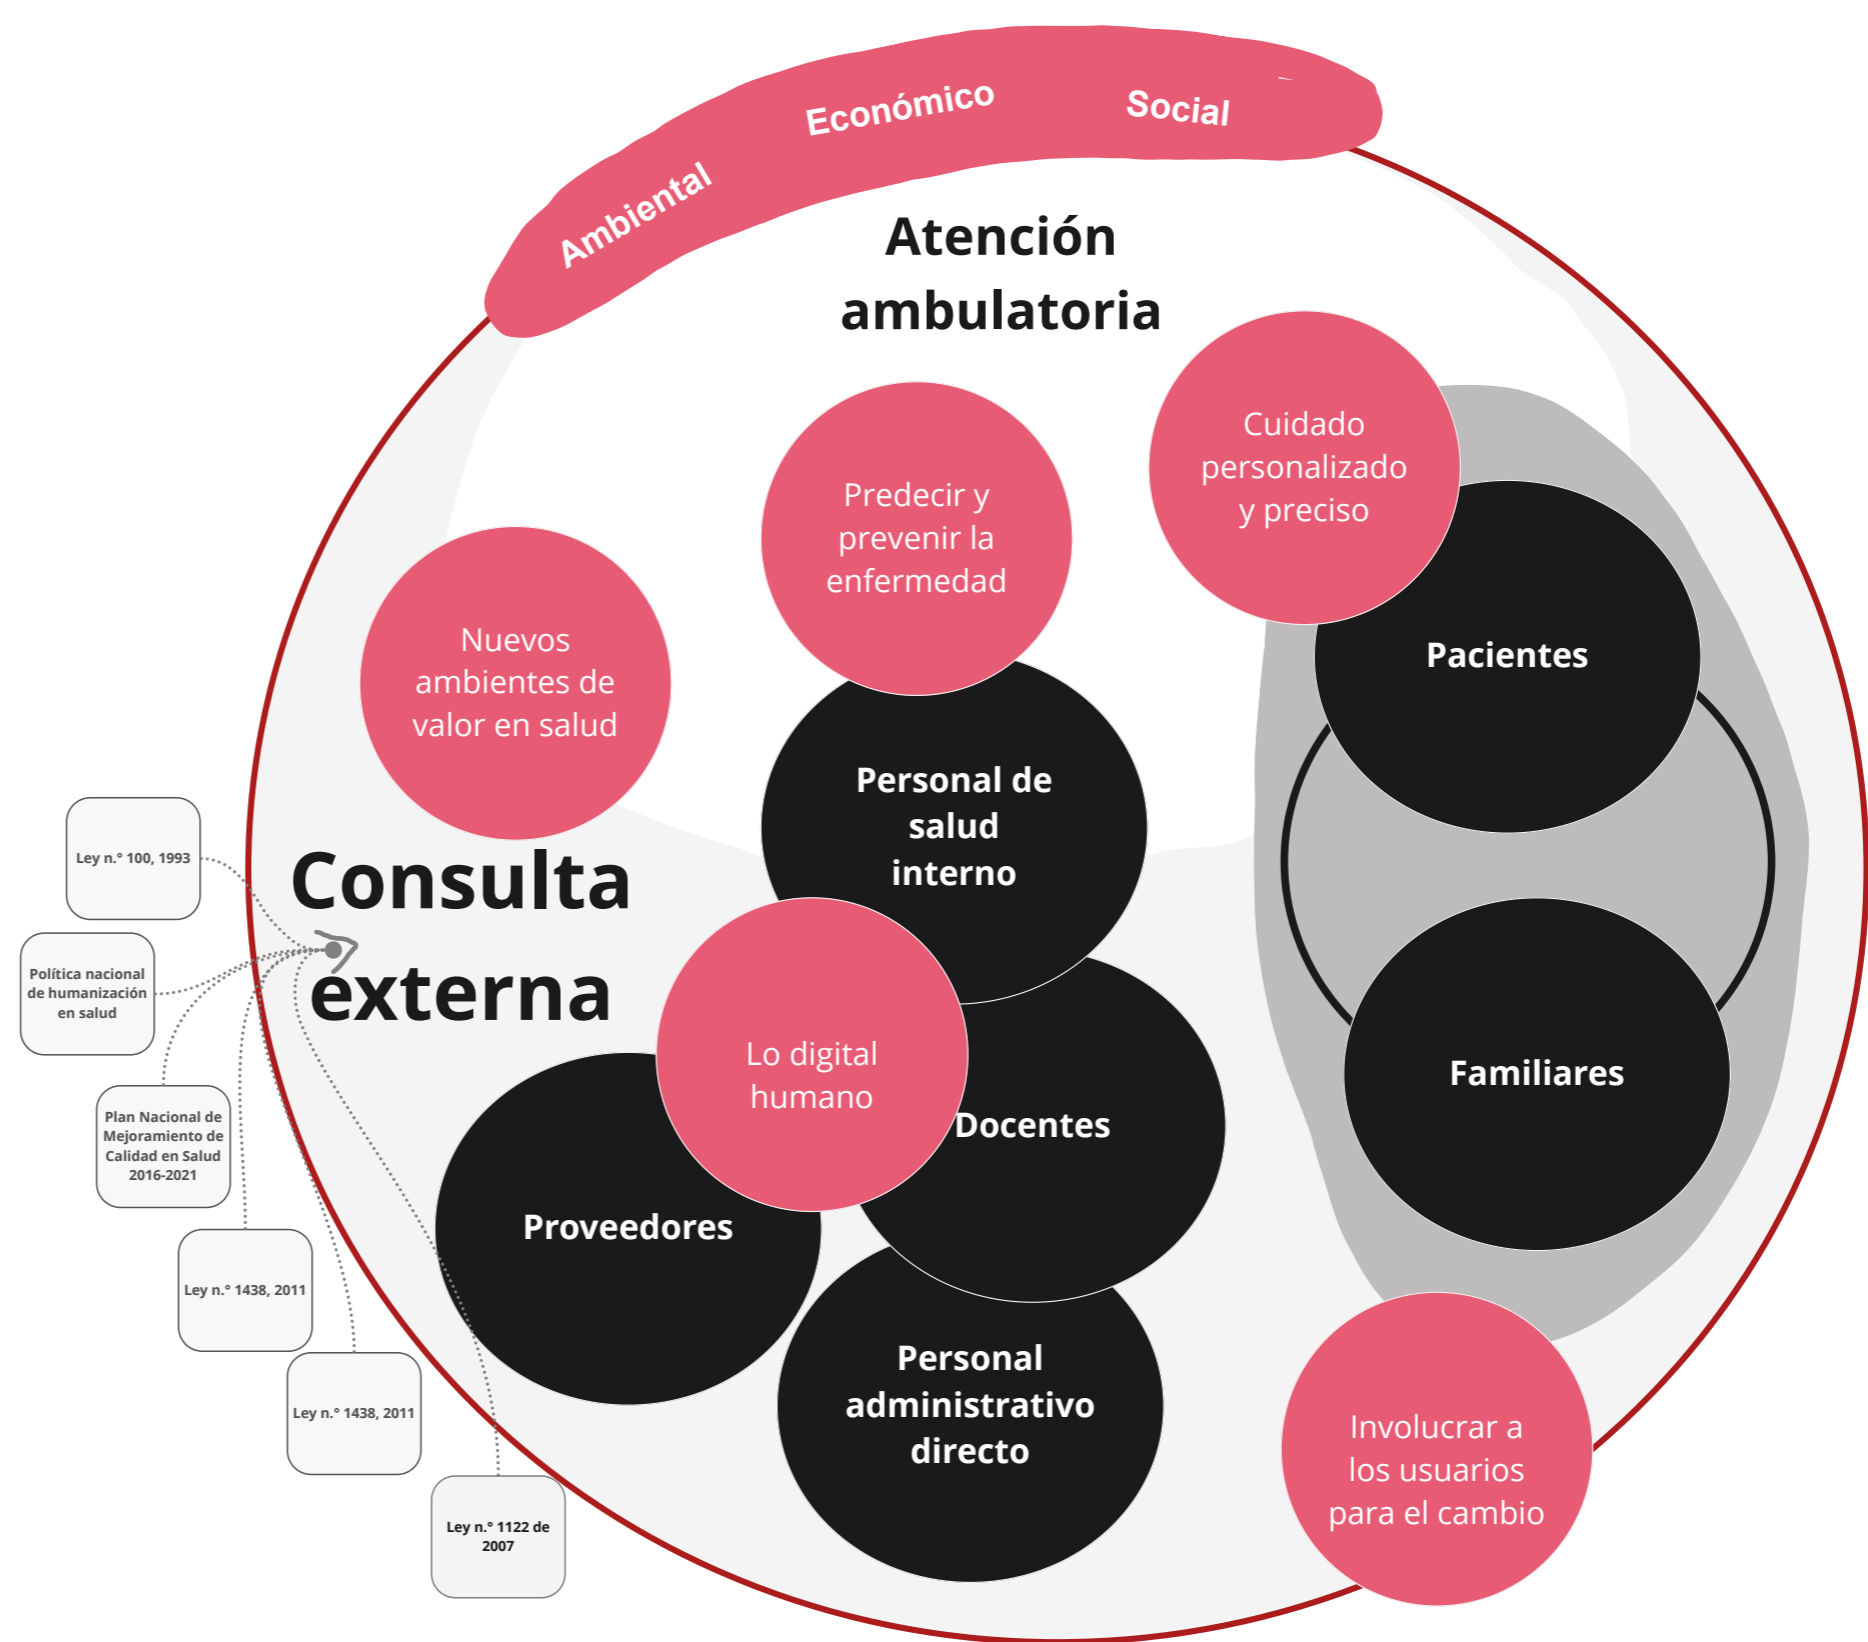 Ambiental
Económico
Social
Atención
ambulatoria
Cuidado
personalizado
y preciso
Predecir y
prevenir la
enfermedad
Nuevos
ambientes de
valor en salud
Pacientes
Personal de
salud
interno
Consulta
externa
Ley n.° 100, 1993
Política nacional
de humanización
en salud
Plan Nacional de
Mejoramiento de
Calidad en Salud
2016-2021
Ley n.° 1438, 2011
Ley n.° 1438, 2011
Ley n.° 1122 de
2007
Lo digital
humano
Docentes
Familiares
Proveedores
Personal
administrativo
directo
Involucrar a
los usuarios
para el cambio